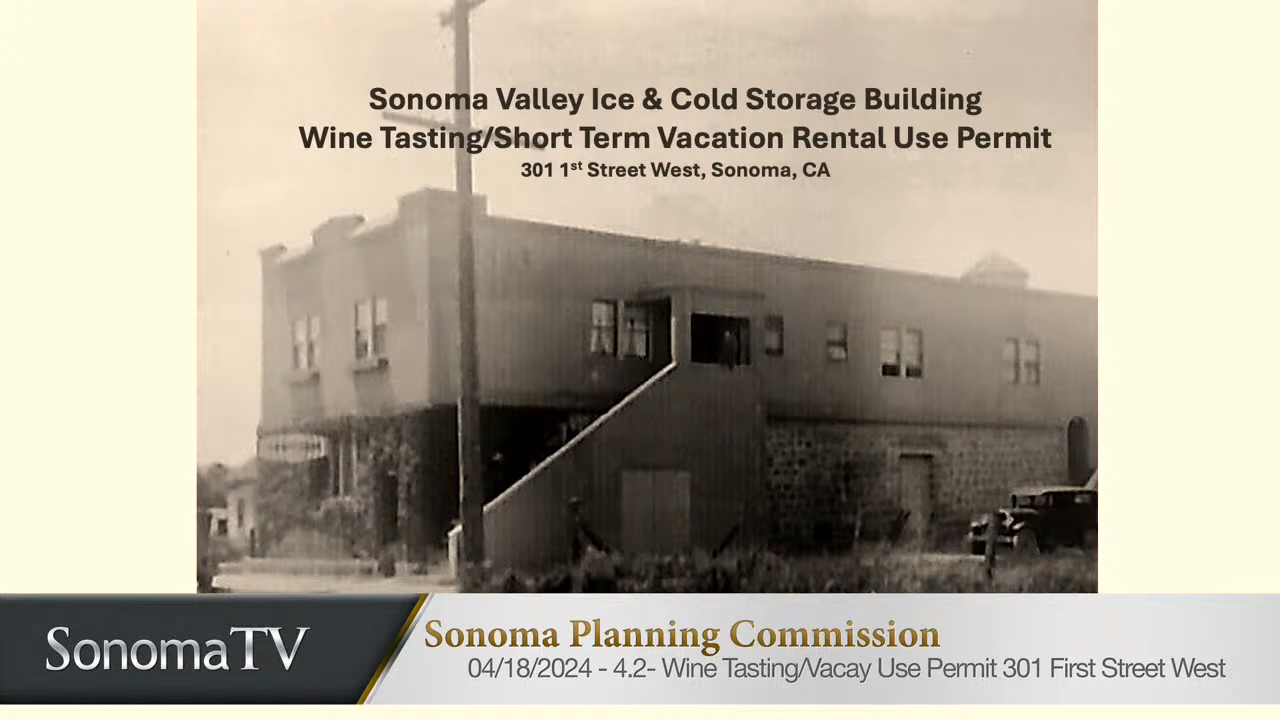 Sonoma Valley Ice & Cold Storage Building
Wine Tasting/Short Term Vacation Rental Use Permit
301 1st Street West, Sonoma, CA
SonomaTV
Sonoma Planning Commission
04/18/2024 - 4.2- Wine Tasting/Vacay Use Permit 301 First Street West